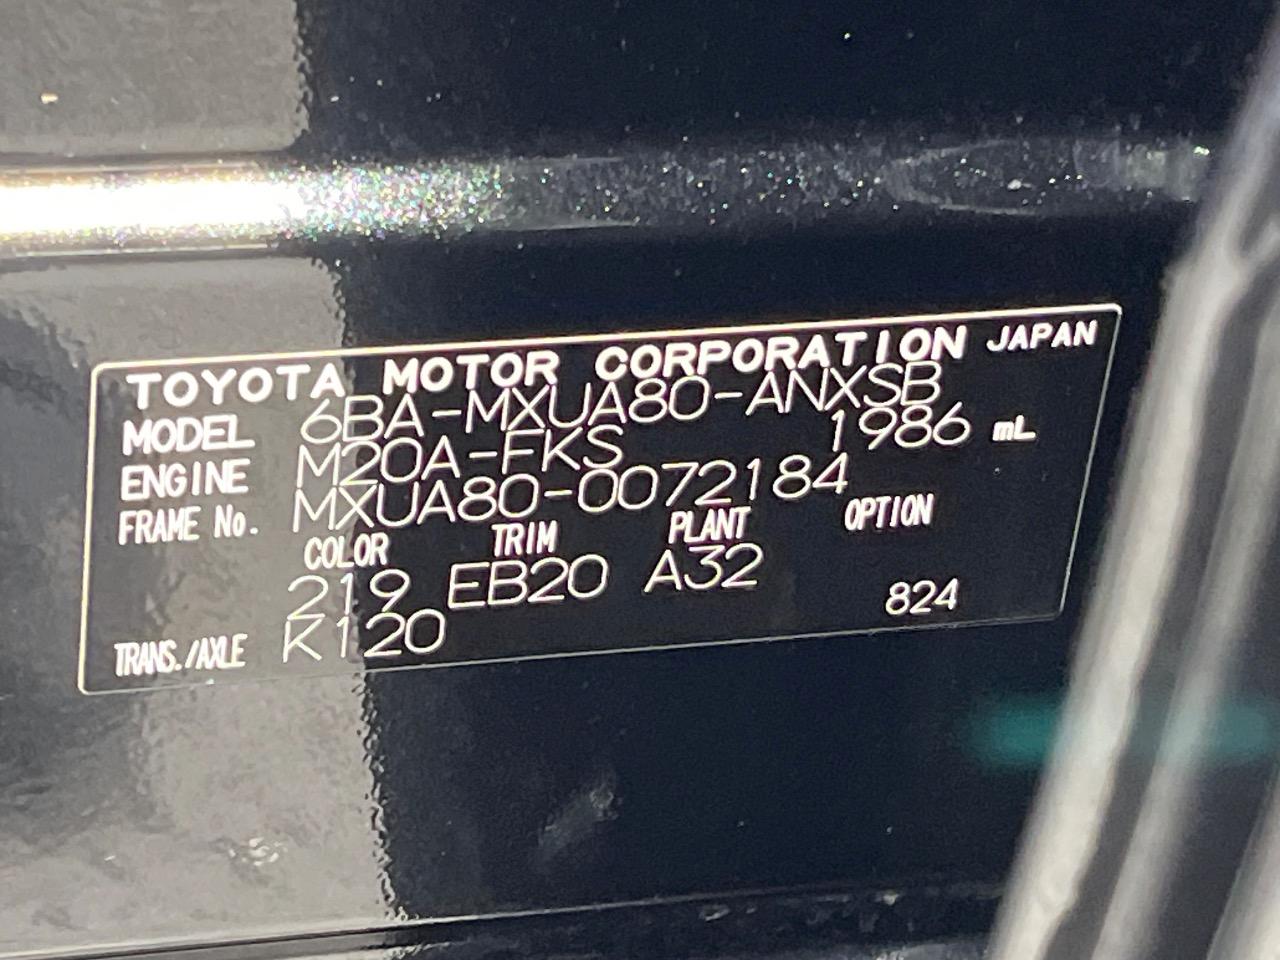 TOYOTA MOTOR CORPORATION JAPAN
MODEL 6BA-MXUA80-ANXSB
ENGINE M20A-FKS 1986 mL
FRAME No. MXUA80-0072184
COLOR TRIM PLANT OPTION
219 EB20 A32
TRANS./AXLE K120 824